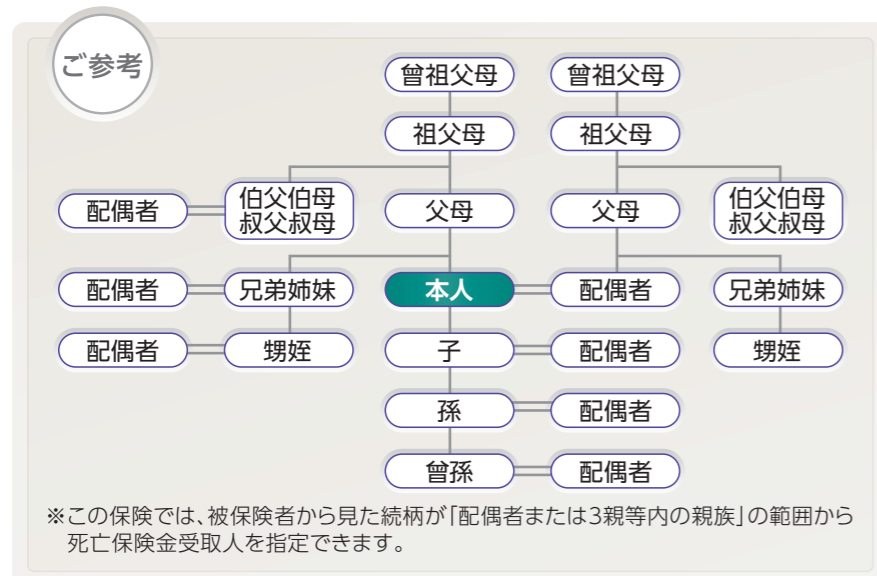 ご参考
曾祖父母
曾祖父母
祖父母
祖父母
配偶者
伯父伯母
叔父叔母
父母
父母
伯父伯母
叔父叔母
配偶者
兄弟姉妹
本人
配偶者
兄弟姉妹
配偶者
甥姪
子
配偶者
甥姪
孫
配偶者
曾孫
配偶者
※この保険では、被保険者から見た続柄が「配偶者または3親等内の親族」の範囲から
死亡保険金受取人を指定できます。